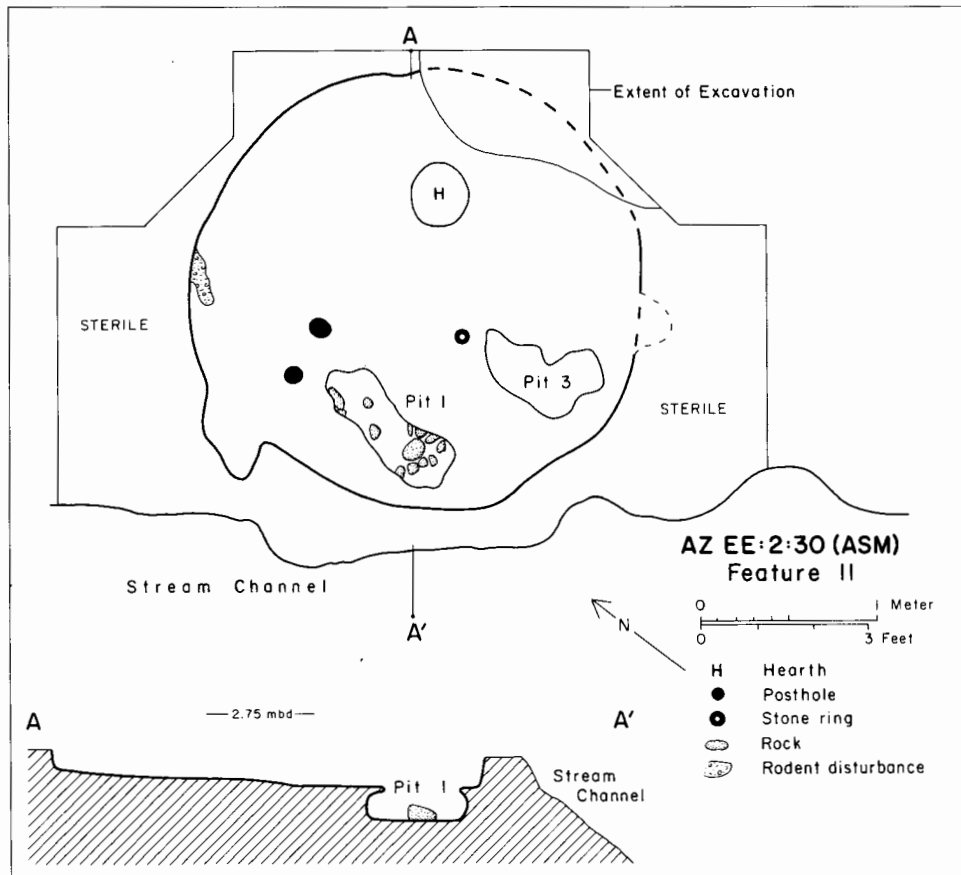 A
Extent of Excavation
H
STERILE
Pit 3
Pit 1
STERILE
AZ EE:2:30 (ASM)
Feature 11
Stream Channel
0 1 Meter
0 3 Feet
A'
N
H Hearth
Posthole
Stone ring
Rock
Rodent disturbance
A
2.75 mbd
A'
Pit 1
Stream
Channel